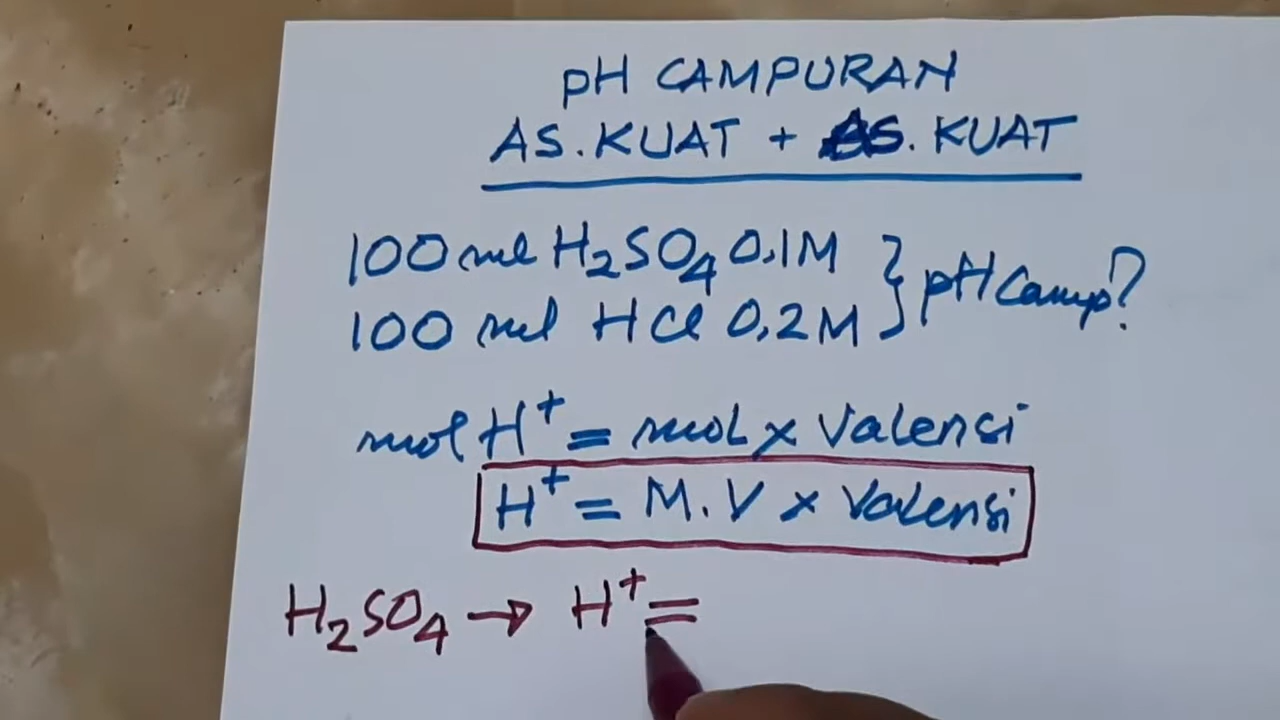 pH CAMPURAN
AS. KUAT + AS. KUAT
100 ml H₂SO₄ 0,1M } pH Camp?
100 ml HCl 0,2M
mol H⁺ = mol x Valensi
H⁺ = M.V x Valensi
H₂SO₄ → H⁺ =